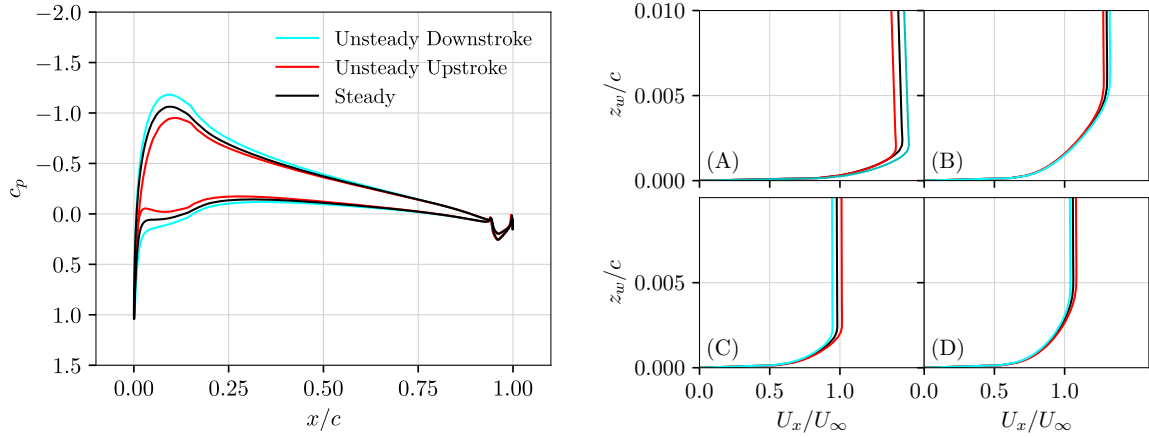 −2.0
−1.5
−1.0
−0.5
0.0
0.5
1.0
1.5
c_p
Unsteady Downstroke
Unsteady Upstroke
Steady
0.00
0.25
0.50
0.75
1.00
x/c
0.010
0.005
0.000
z_w/c
(A)
(B)
0.005
0.000
z_w/c
(C)
(D)
0.0
0.5
1.0
0.0
0.5
1.0
U_x/U_∞
U_x/U_∞